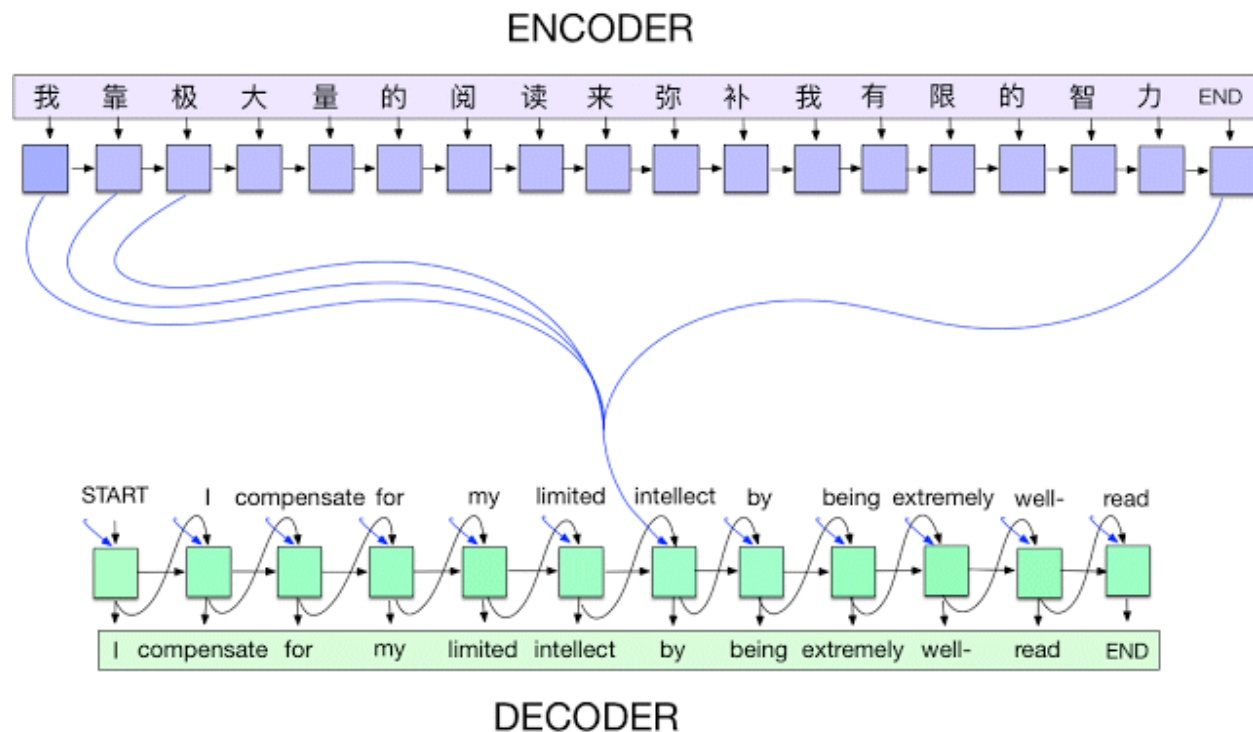 ENCODER
我 靠 极 大 量 的 阅 读 来 弥 补 我 有 限 的 智 力 END
START I compensate for my limited intellect by being extremely well- read
I compensate for my limited intellect by being extremely well- read END
DECODER